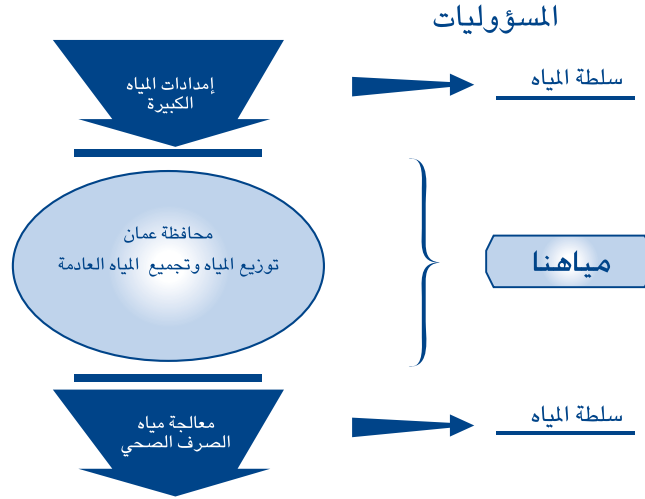 المسؤوليات
إمدادات المياه
الكبيرة
سلطة المياه
محافظة عمان
توزيع المياه وتجميع المياه العادمة
مياهنا
معالجة مياه
الصرف الصحي
سلطة المياه